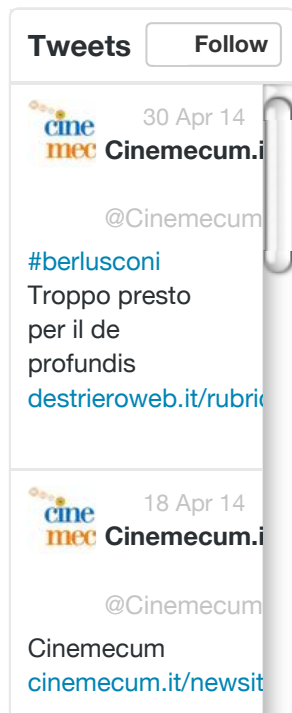 Tweets Follow
cine
mec
30 Apr 14
Cinemecum.i
@Cinemecum
#berlusconi
Troppo presto
per il de
profundis
destrieroweb.it/rubric
cine
mec
18 Apr 14
Cinemecum.i
@Cinemecum
Cinemecum
cinemecum.it/newsit